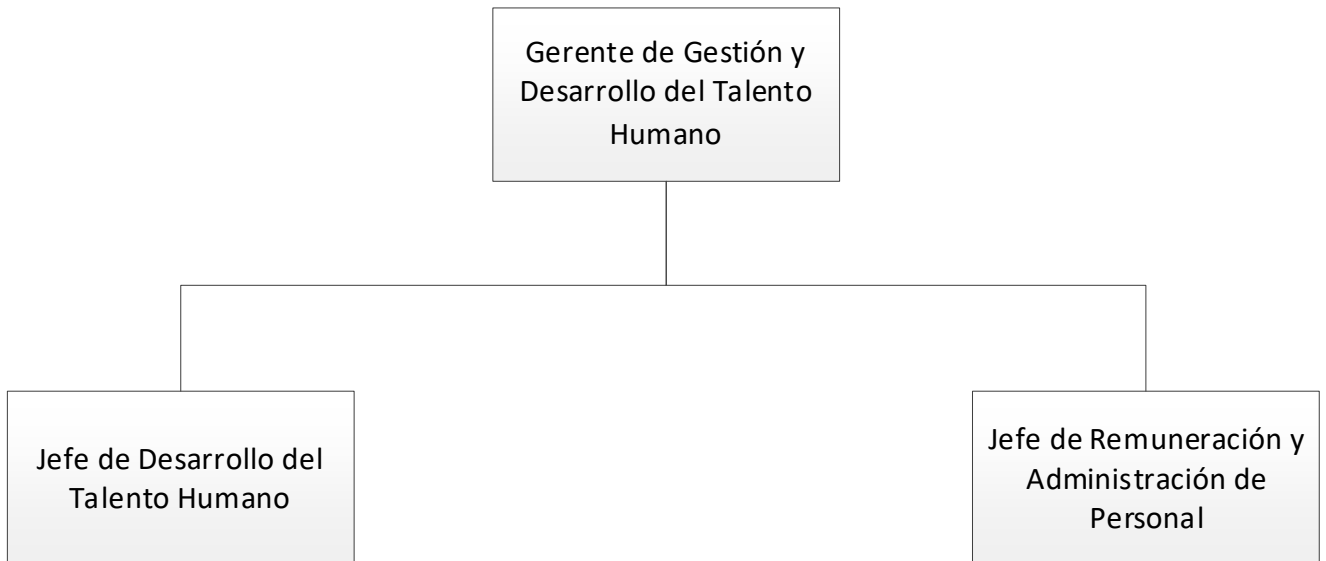 Gerente de Gestión y
Desarrollo del Talento
Humano
Jefe de Desarrollo del
Talento Humano
Jefe de Remuneración y
Administración de
Personal